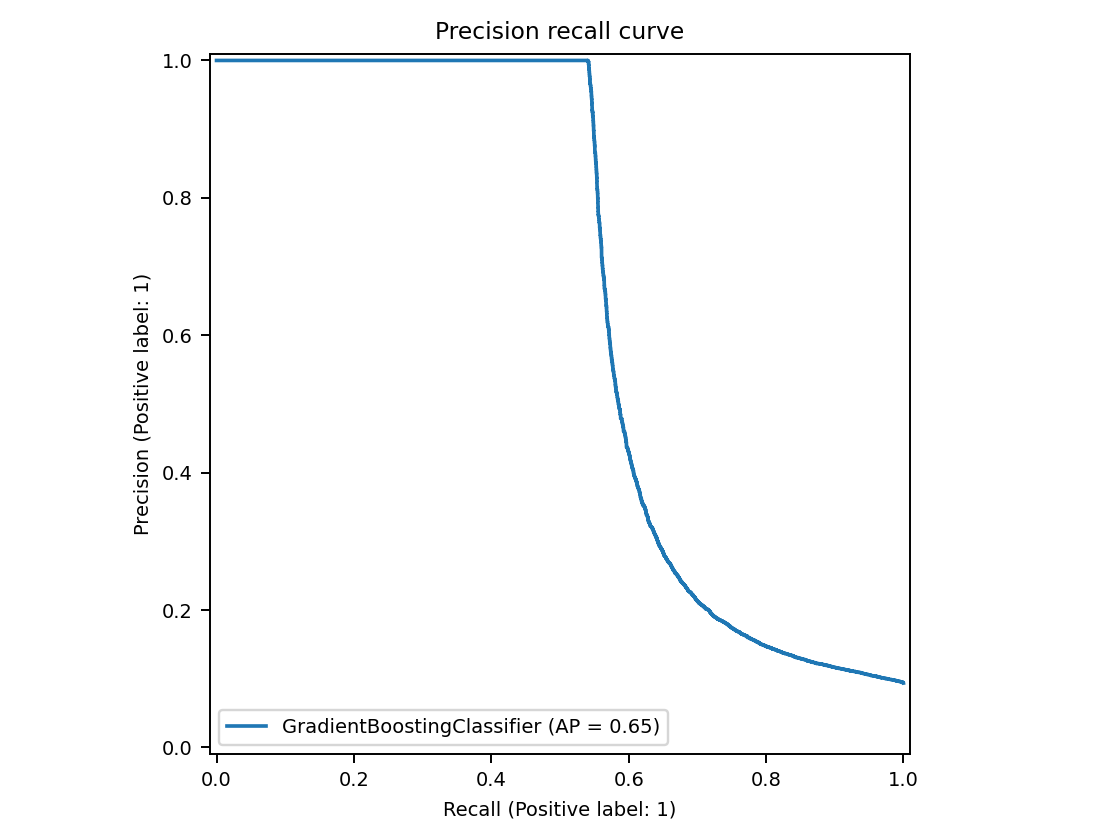 Precision recall curve
1.0
0.8
0.6
0.4
0.2
0.0
Precision (Positive label: 1)
GradientBoostingClassifier (AP = 0.65)
0.0 0.2 0.4 0.6 0.8 1.0
Recall (Positive label: 1)